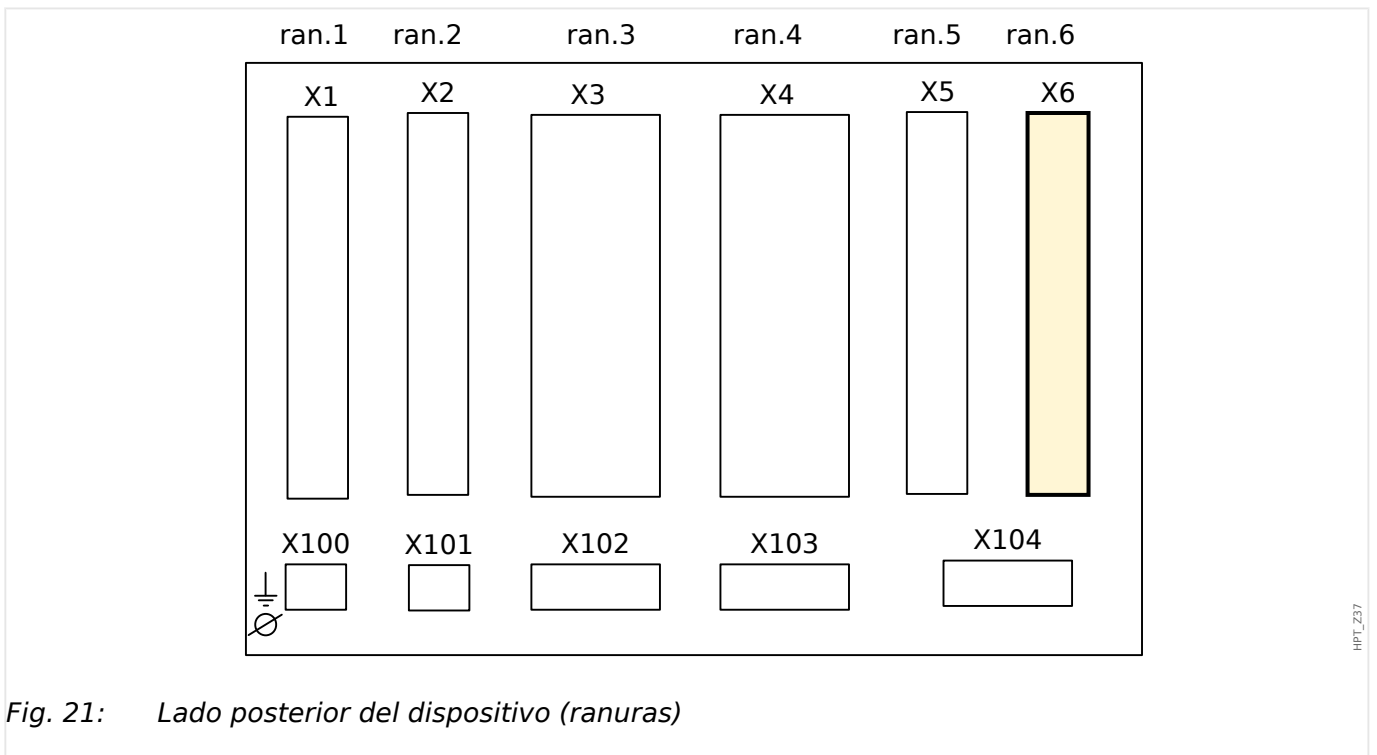 ran.1 ran.2 ran.3 ran.4 ran.5 ran.6
X1 X2 X3 X4 X5 X6
X100 X101 X102 X103 X104
HPT_Z37
Fig. 21: Lado posterior del dispositivo (ranuras)